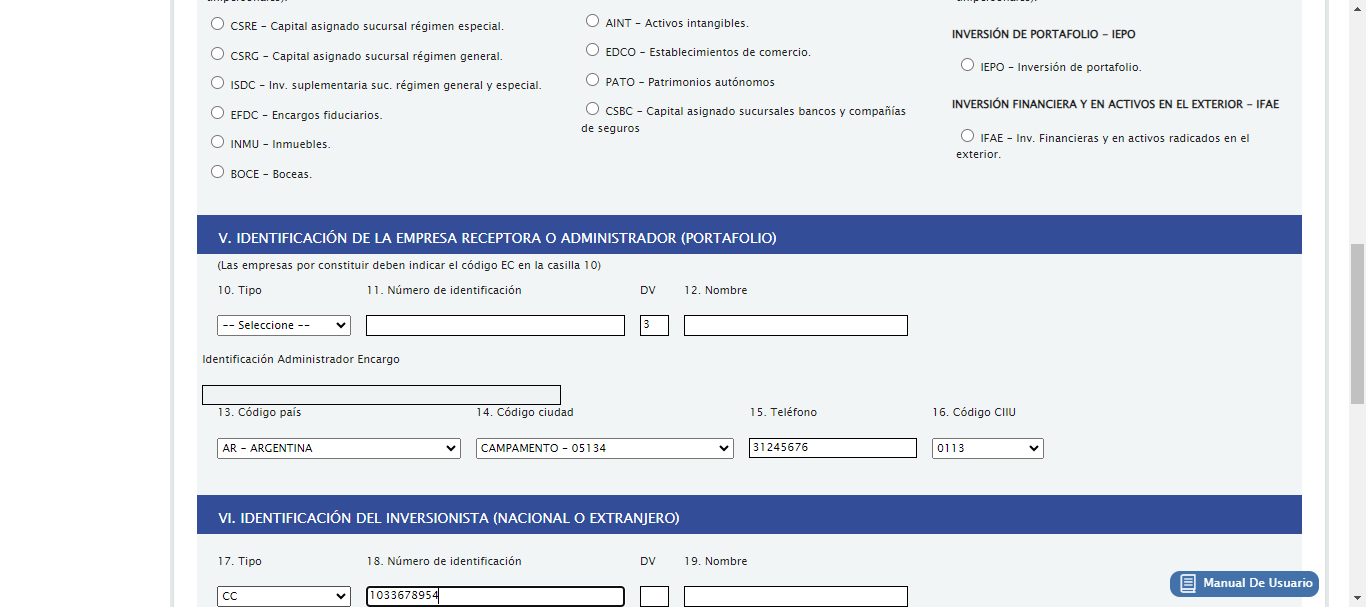 CSRE - Capital asignado sucursal régimen especial.
CSRG - Capital asignado sucursal régimen general.
ISDC - Inv. suplementaria suc. régimen general y especial.
EFDC - Encargos fiduciarios.
INMU - Inmuebles.
BOCE - Boceas.
AINT - Activos intangibles.
EDCO - Establecimientos de comercio.
PATO - Patrimonios autónomos
CSBC - Capital asignado sucursales bancos y compañías
de seguros
INVERSIÓN DE PORTAFOLIO - IEPO
IEPO - Inversión de portafolio.
INVERSIÓN FINANCIERA Y EN ACTIVOS EN EL EXTERIOR - IFAE
IFAE - Inv. Financieras y en activos radicados en el
exterior.
V. IDENTIFICACIÓN DE LA EMPRESA RECEPTORA O ADMINISTRADOR (PORTAFOLIO)
(Las empresas por constituir deben indicar el código EC en la casilla 10)
10. Tipo 11. Número de identificación DV 12. Nombre
-- Seleccione -- 3
Identificación Administrador Encargo
13. Código país 14. Código ciudad 15. Teléfono 16. Código CIIU
AR - ARGENTINA CAMPAMENTO - 05134 31245676 0113
VI. IDENTIFICACIÓN DEL INVERSIONISTA (NACIONAL O EXTRANJERO)
17. Tipo 18. Número de identificación DV 19. Nombre
CC 1033678954
Manual De Usuario